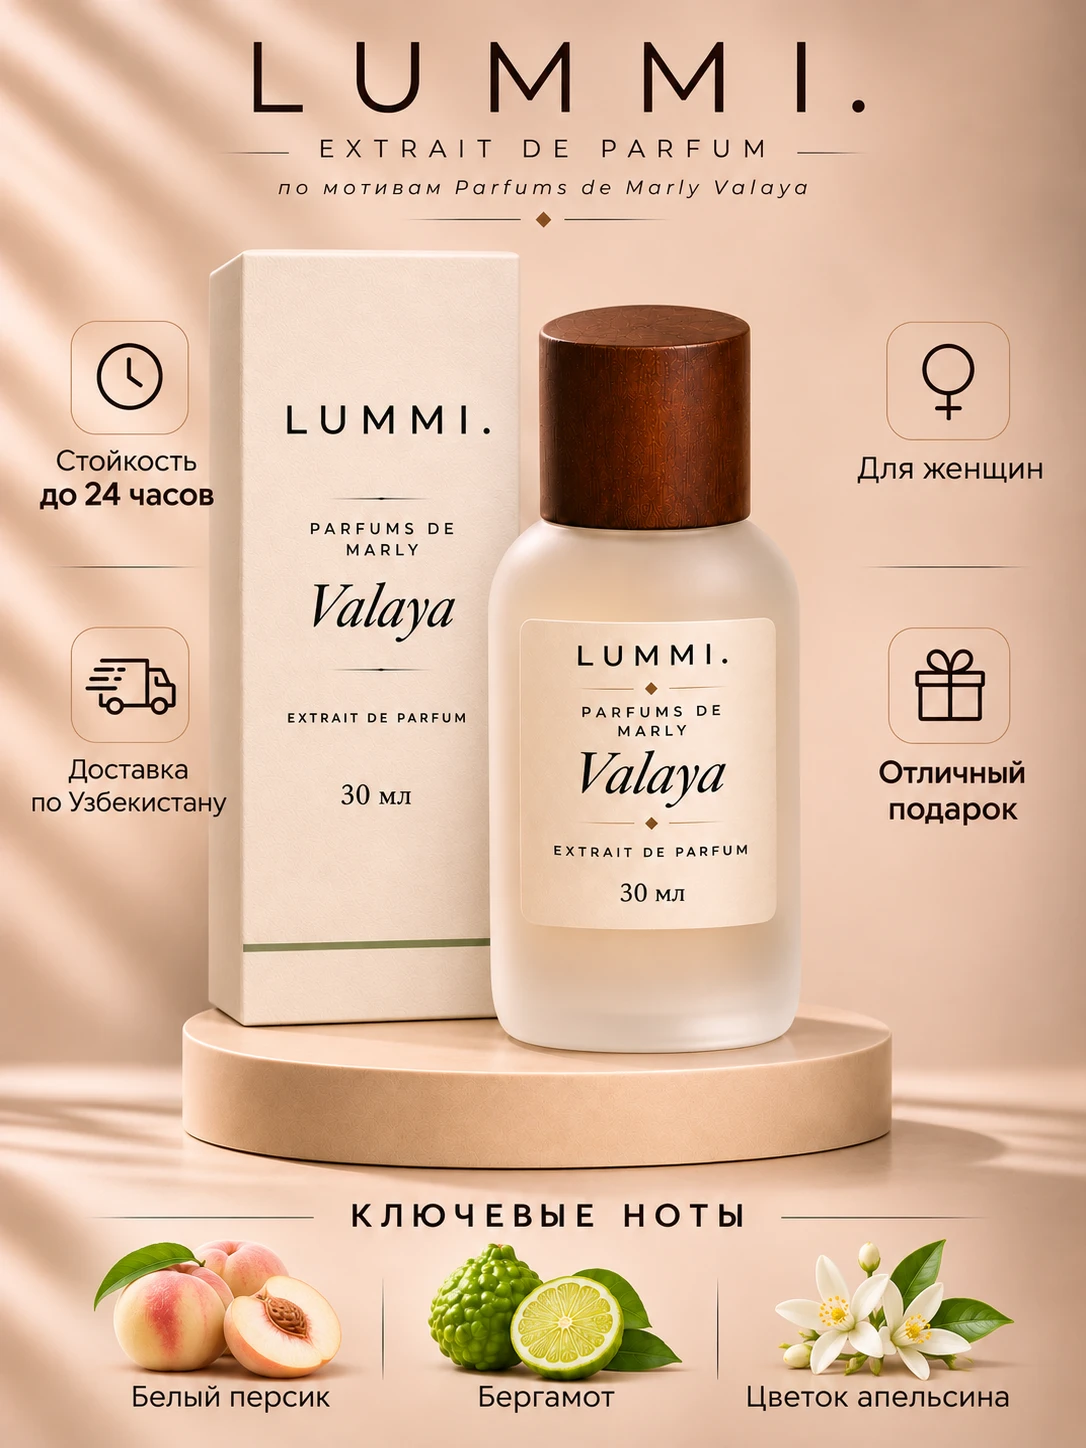 LUMMI.
EXTRAIT DE PARFUM
по мотивам Parfums de Marly Valaya
Стойкость
до 24 часов
Для женщин
LUMMI.
PARFUMS DE
MARLY
Valaya
EXTRAIT DE PARFUM
30 мл
LUMMI.
PARFUMS DE
MARLY
Valaya
EXTRAIT DE PARFUM
30 мл
Доставка
по Узбекистану
Отличный
подарок
КЛЮЧЕВЫЕ НОТЫ
Белый персик
Бергамот
Цветок апельсина